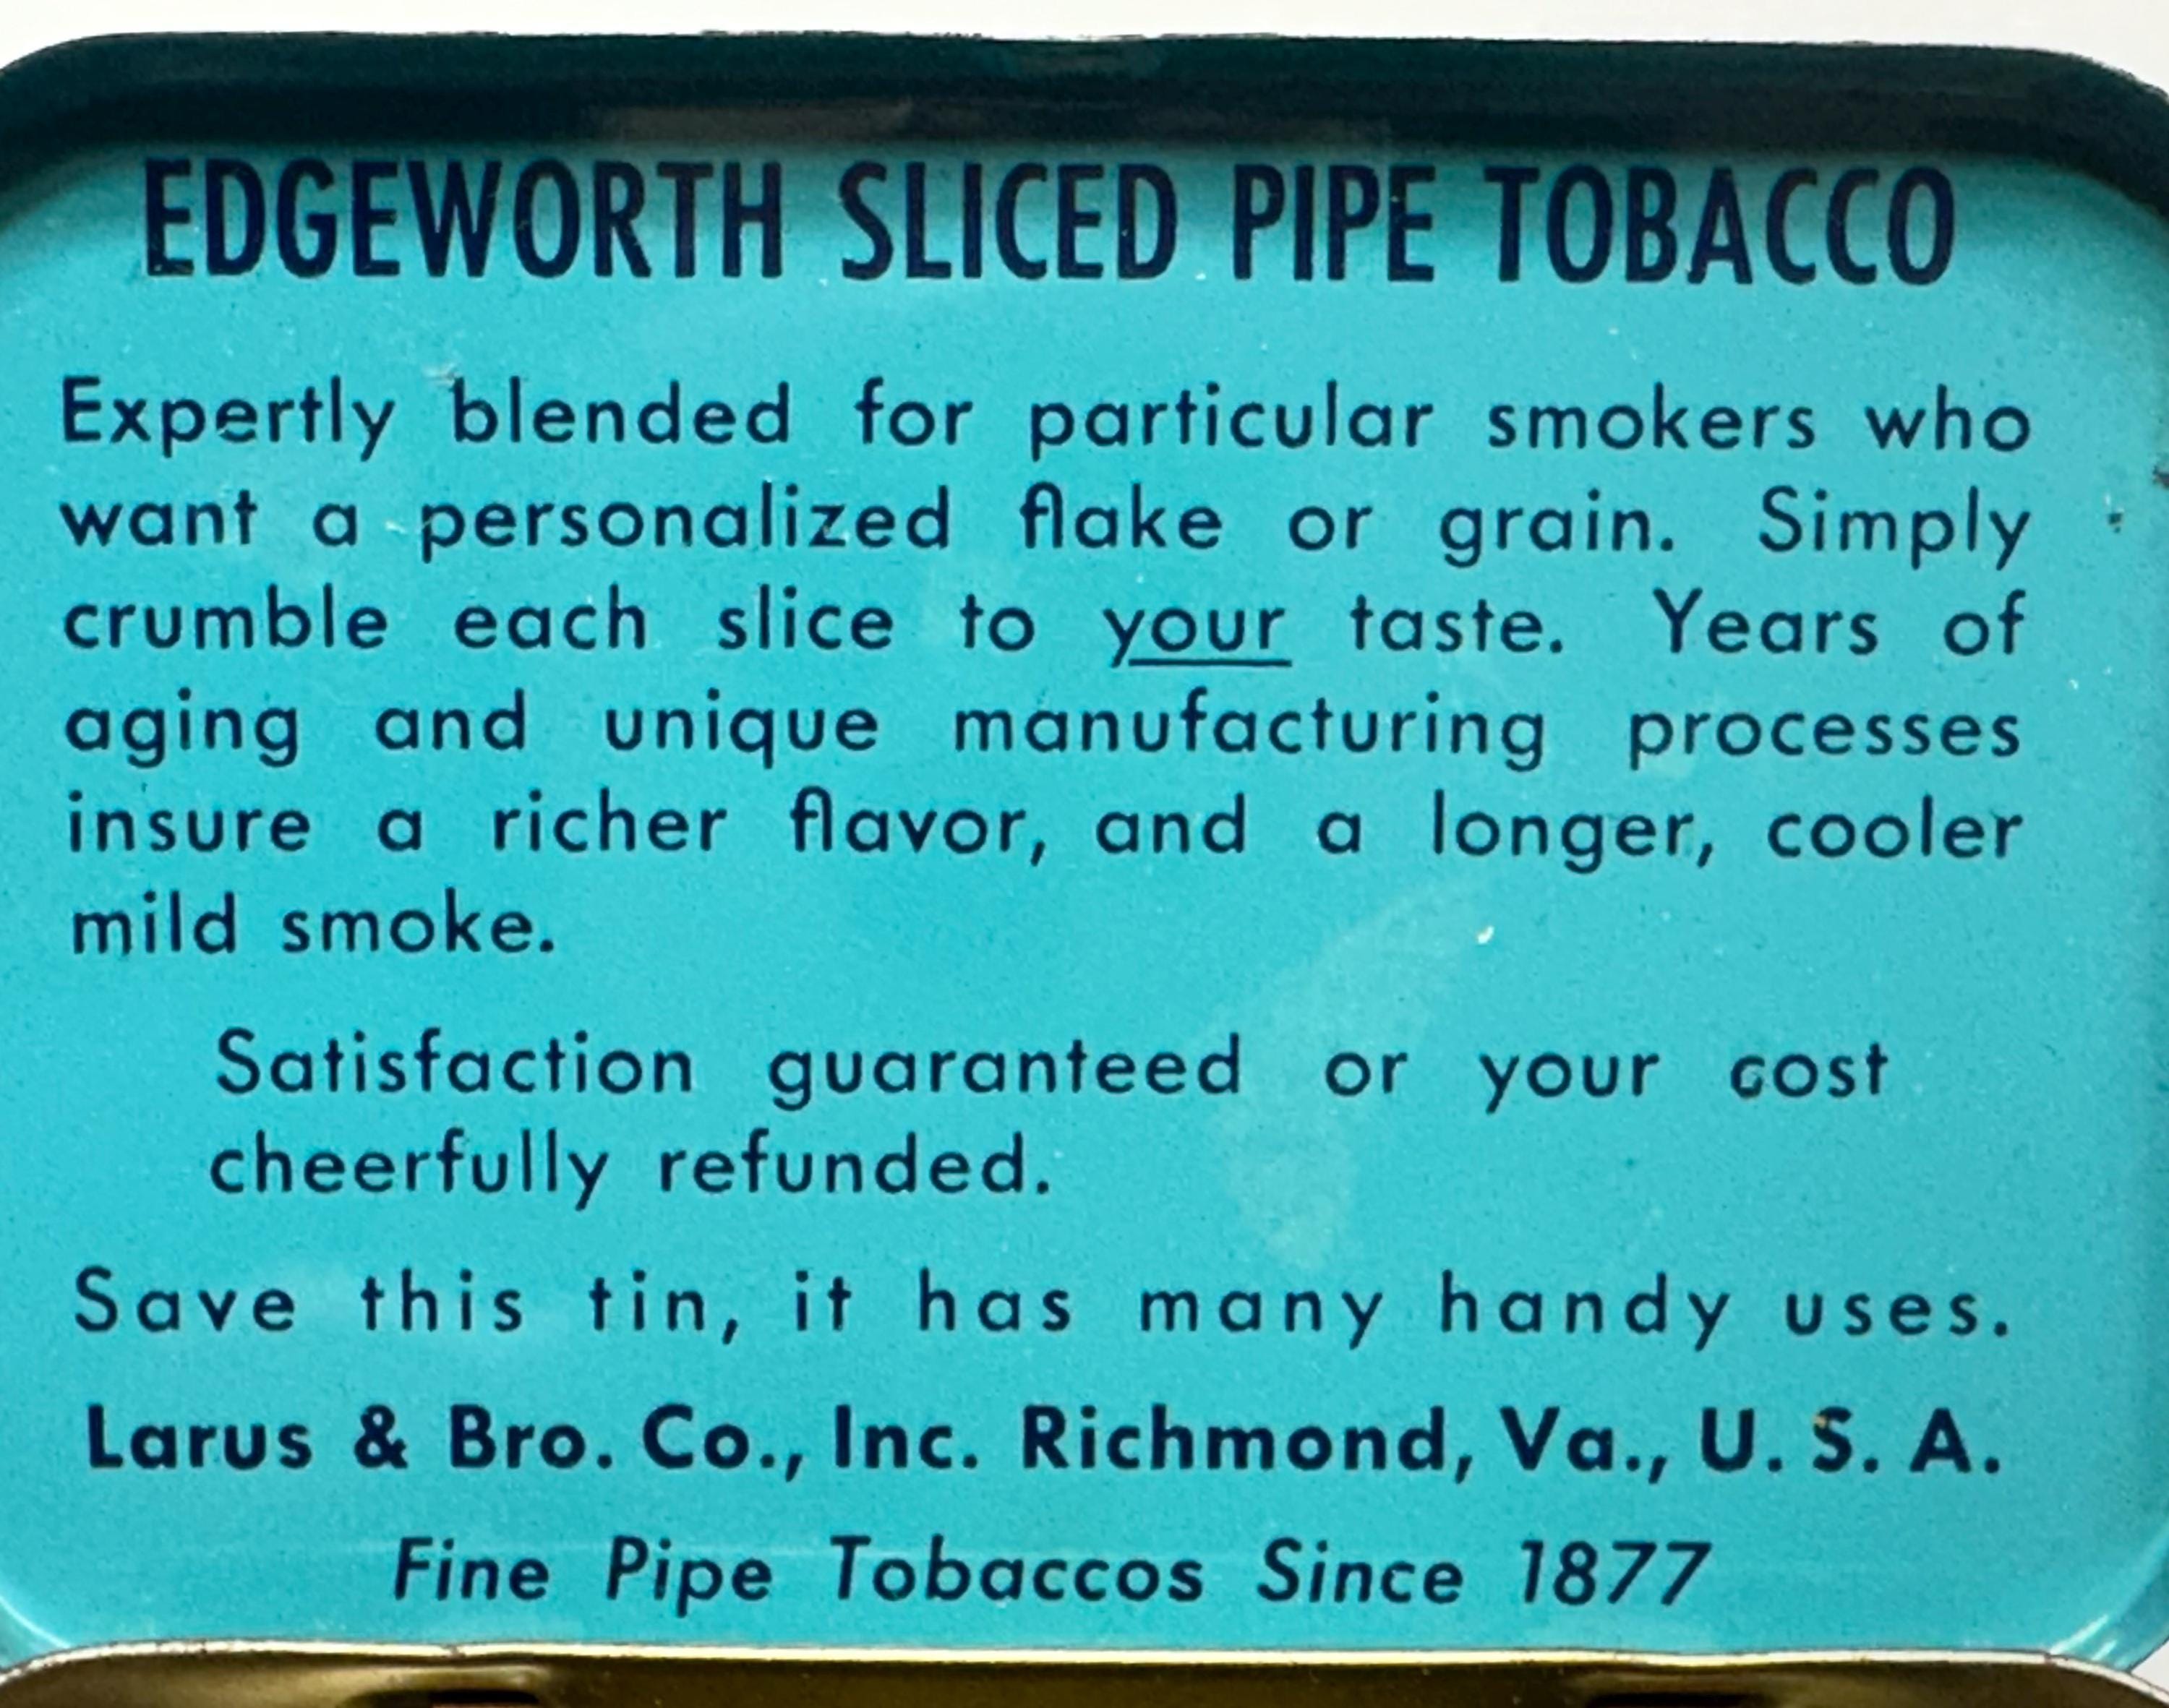 EDGEWORTH SLICED PIPE TOBACCO
Expertly blended for particular smokers who
want a personalized flake or grain. Simply
crumble each slice to your taste. Years of
aging and unique manufacturing processes
insure a richer flavor, and a longer, cooler
mild smoke.
Satisfaction guaranteed or your cost
cheerfully refunded.
Save this tin, it has many handy uses.
Larus & Bro. Co., Inc. Richmond, Va., U. S. A.
Fine Pipe Tobaccos Since 1877